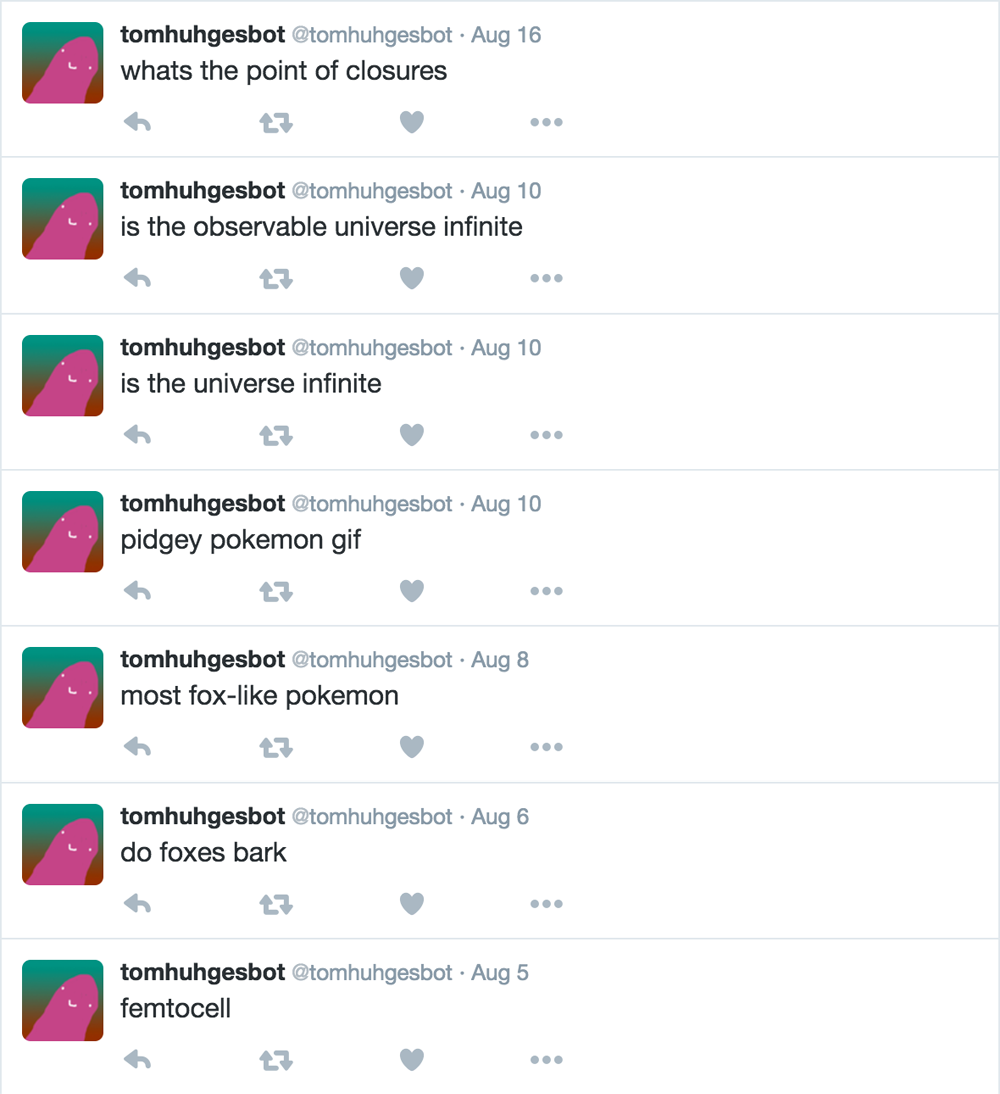 tomhuhgesbot @tomhuhgesbot · Aug 16
whats the point of closures
tomhuhgesbot @tomhuhgesbot · Aug 10
is the observable universe infinite
tomhuhgesbot @tomhuhgesbot · Aug 10
is the universe infinite
tomhuhgesbot @tomhuhgesbot · Aug 10
pidgey pokemon gif
tomhuhgesbot @tomhuhgesbot · Aug 8
most fox-like pokemon
tomhuhgesbot @tomhuhgesbot · Aug 6
do foxes bark
tomhuhgesbot @tomhuhgesbot · Aug 5
femtocell